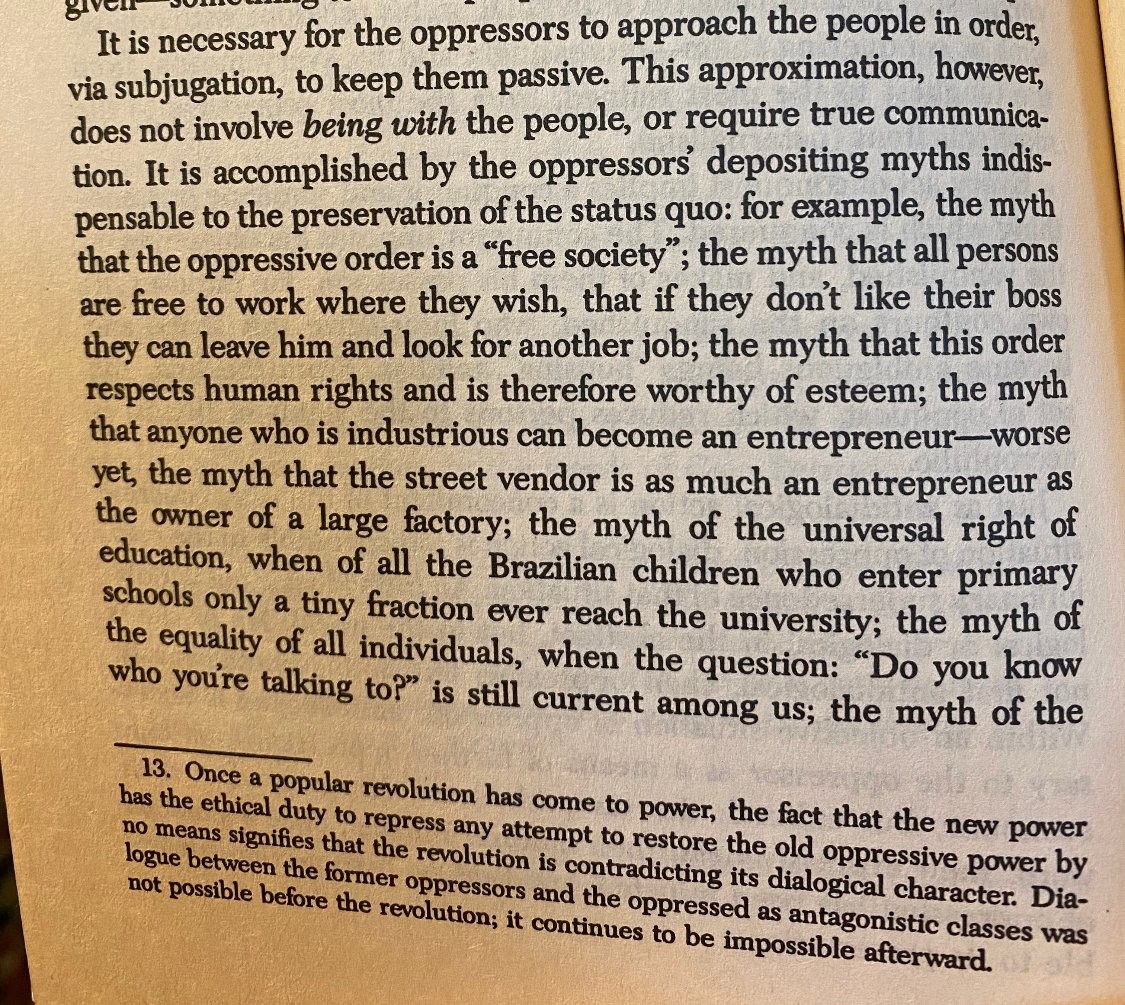 It is necessary for the oppressors to approach the people in order,
via subjugation, to keep them passive. This approximation, however,
does not involve being with the people, or require true communica-
tion. It is accomplished by the oppressors’ depositing myths indis-
pensable to the preservation of the status quo: for example, the myth
that the oppressive order is a “free society”; the myth that all persons
are free to work where they wish, that if they don’t like their boss
they can leave him and look for another job; the myth that this order
respects human rights and is therefore worthy of esteem; the myth
that anyone who is industrious can become an entrepreneur—worse
yet, the myth that the street vendor is as much an entrepreneur as
the owner of a large factory; the myth of the universal right of
education, when of all the Brazilian children who enter primary
schools only a tiny fraction ever reach the university; the myth of
the equality of all individuals, when the question: “Do you know
who you’re talking to?” is still current among us; the myth of the
13. Once a popular revolution has come to power, the fact that the new power
has the ethical duty to repress any attempt to restore the old oppressive power by
no means signifies that the revolution is contradicting its dialogical character. Dia-
logue between the former oppressors and the oppressed as antagonistic classes was
not possible before the revolution; it continues to be impossible afterward.